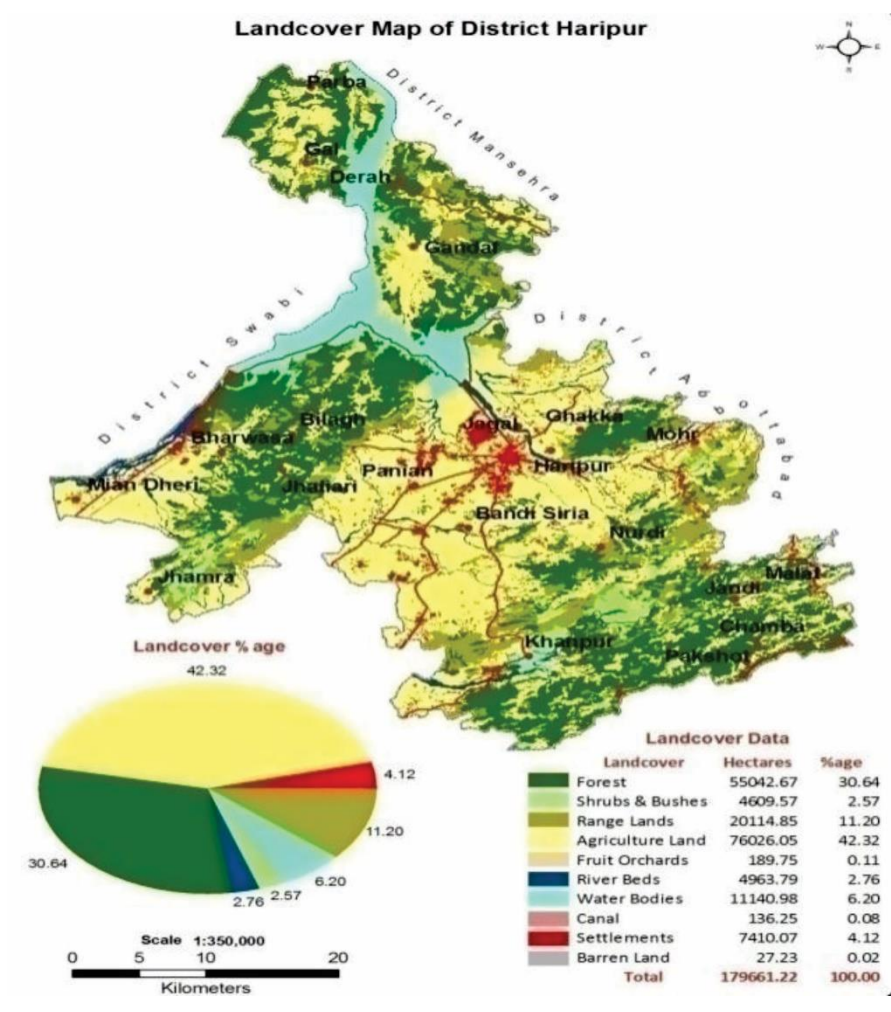 Landcover Map of District Haripur
N
W E
S
District Mansehra
Parba
Gal
Derah
Gandaf
District Swabi
District Abbottabad
Bilagh
Bharwasa
Jogal
Ghakka
Mohr
Mian Dheri
Jhafiari
Panian
Haripur
Bandi Siria
Nurdi
Jhamra
Malat
Jandi
Chamba
Khanpur
Pakshot
Landcover % age
42.32
4.12
11.20
6.20
2.57
2.76
30.64
Scale 1:350,000
0 5 10 20
Kilometers
Landcover Data
Landcover Hectares %age
Forest 55042.67 30.64
Shrubs & Bushes 4609.57 2.57
Range Lands 20114.85 11.20
Agriculture Land 76026.05 42.32
Fruit Orchards 189.75 0.11
River Beds 4963.79 2.76
Water Bodies 11140.98 6.20
Canal 136.25 0.08
Settlements 7410.07 4.12
Barren Land 27.23 0.02
Total 179661.22 100.00